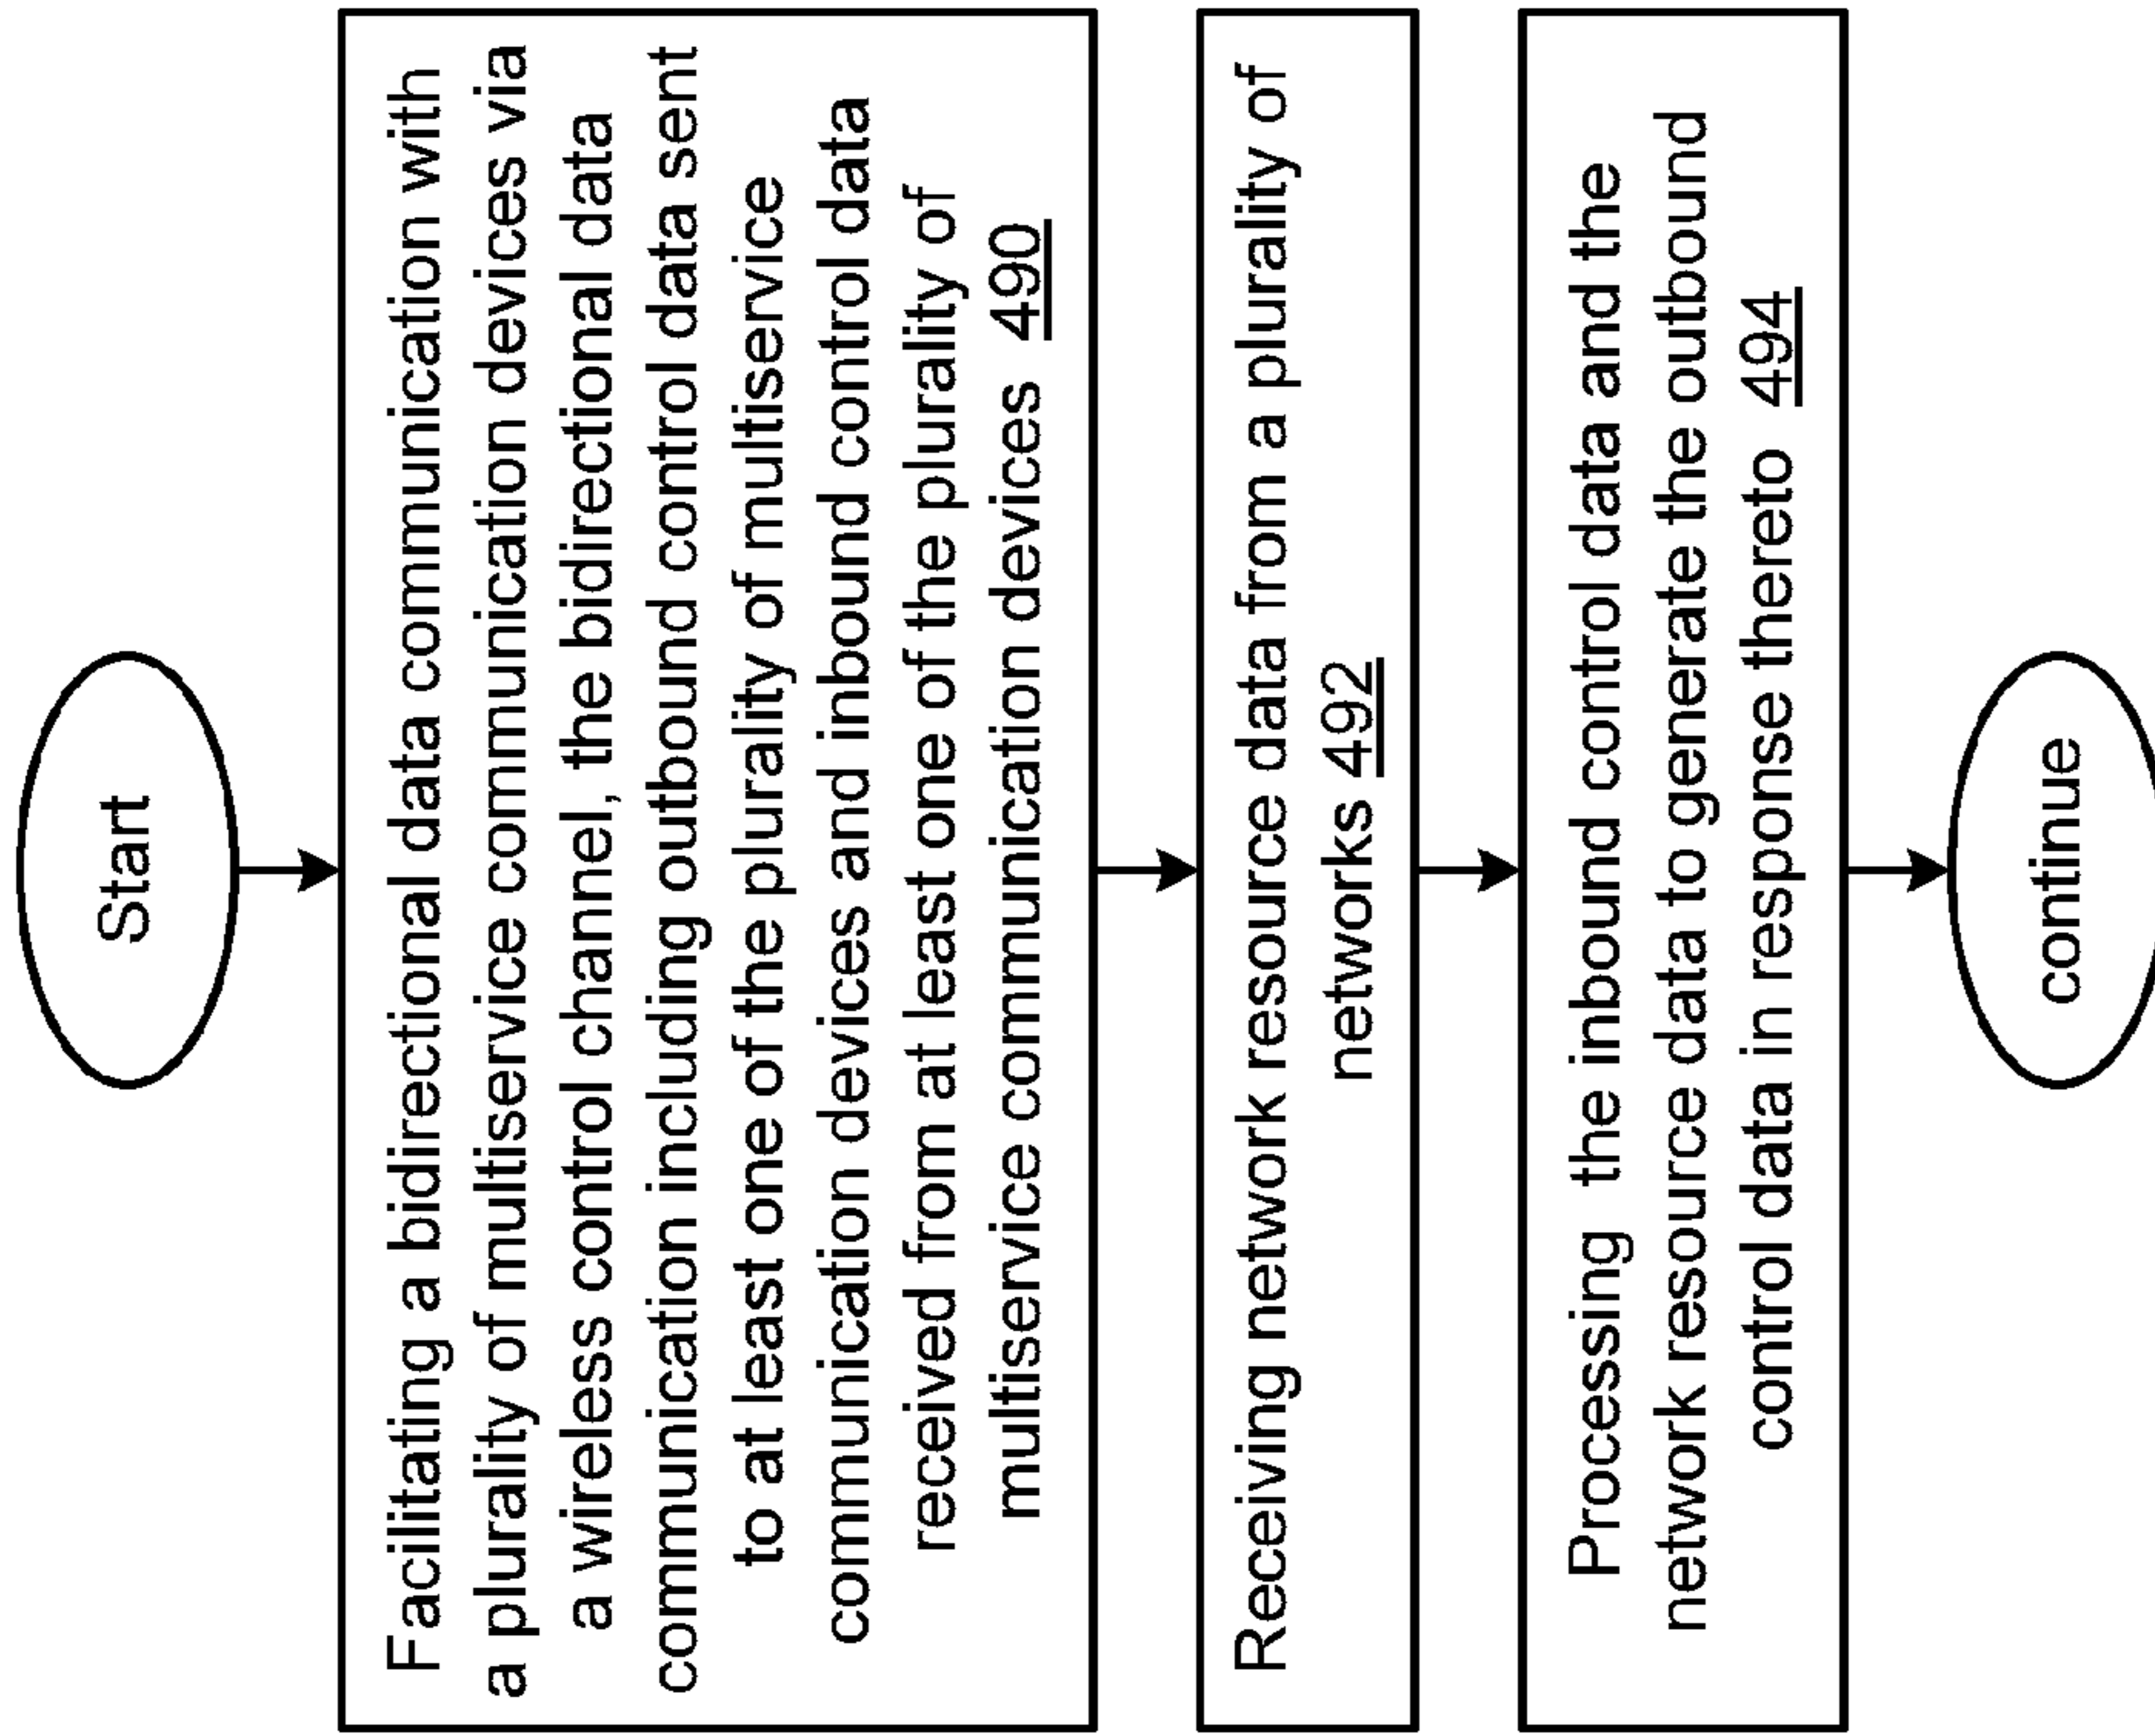 Start
Facilitating a bidirectional data communication with
a plurality of multiservice communication devices via
a wireless control channel, the bidirectional data
communication including outbound control data sent
to at least one of the plurality of multiservice
communication devices and inbound control data
received from at least one of the plurality of
multiservice communication devices 490
Receiving network resource data from a plurality of
networks 492
Processing the inbound control data and the
network resource data to generate the outbound
control data in response thereto 494
continue